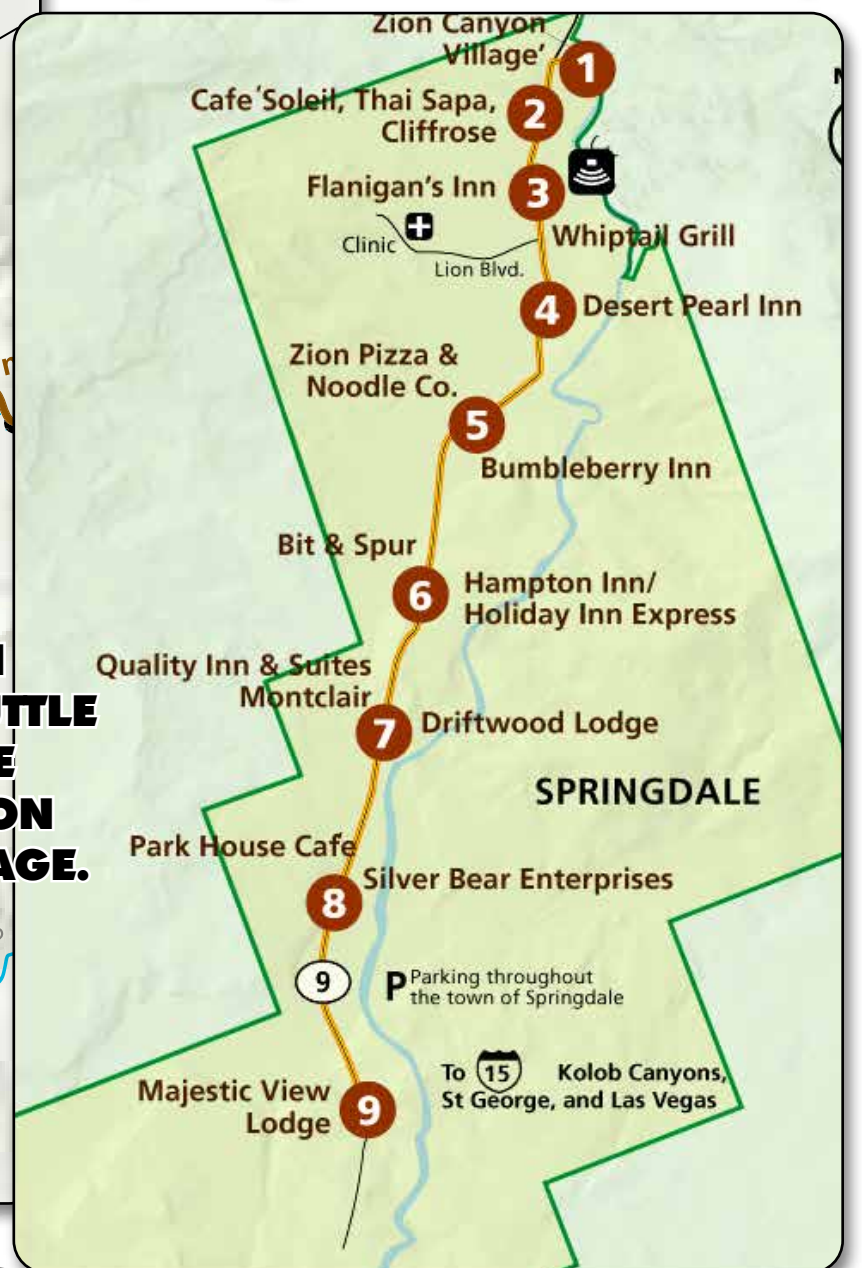 Zion Canyon
Village’
1
Cafe´Soleil, Thai Sapa,
Cliffrose
2
Flanigan’s Inn
3
Whiptail Grill
Clinic
Lion Blvd.
4
Desert Pearl Inn
Zion Pizza &
Noodle Co.
5
Bumbleberry Inn
Bit & Spur
6
Hampton Inn/
Holiday Inn Express
Quality Inn & Suites
Montclair
7
Driftwood Lodge
SPRINGDALE
ON
AGE.
Park House Cafe
Silver Bear Enterprises
8
9
P Parking throughout
the town of Springdale
To 15 Kolob Canyons,
St George, and Las Vegas
Majestic View
Lodge
9